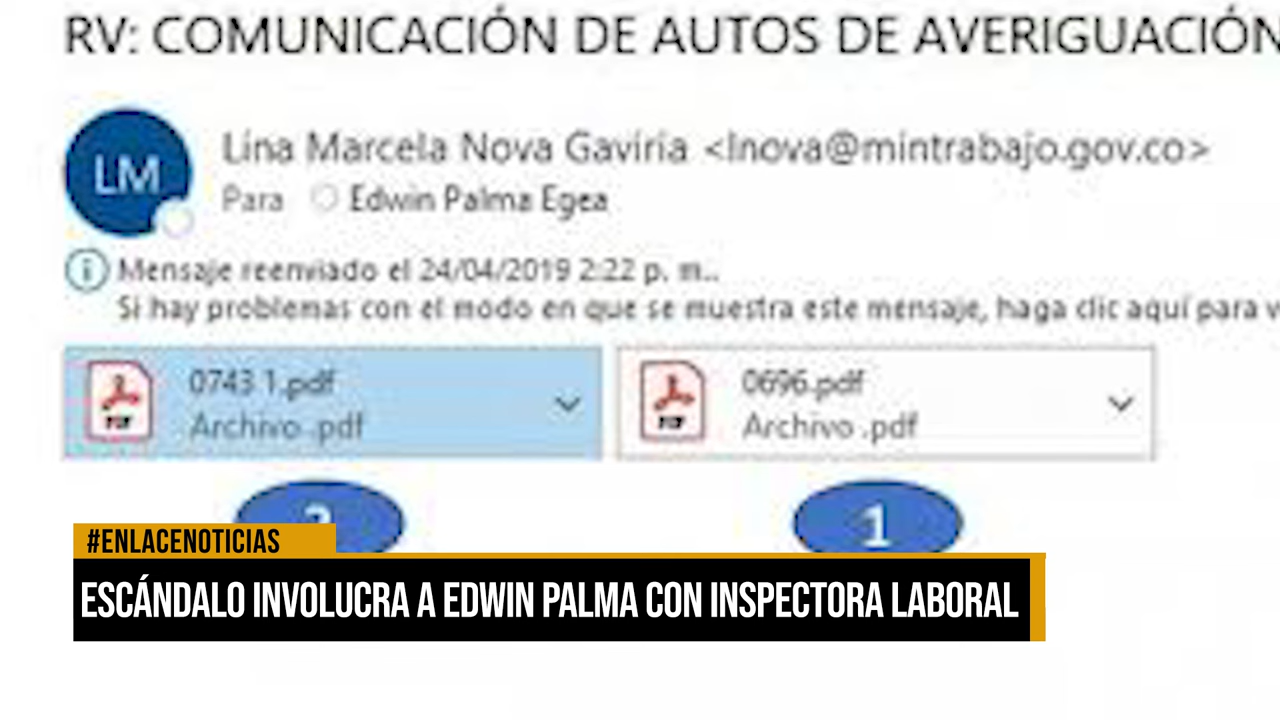 RV: COMUNICACIÓN DE AUTOS DE AVERIGUACIÓN
LM
Lina Marcela Nova Gaviria <lnova@mintrabajo.gov.co>
Para Edwin Palma Egea
Mensaje reenviado el 24/04/2019 2:22 p. m..
Si hay problemas con el modo en que se muestra este mensaje, haga clic aquí para v
0743 1.pdf
Archivo .pdf
0696.pdf
Archivo .pdf
2
1
#ENLACENOTICIAS
ESCÁNDALO INVOLUCRA A EDWIN PALMA CON INSPECTORA LABORAL